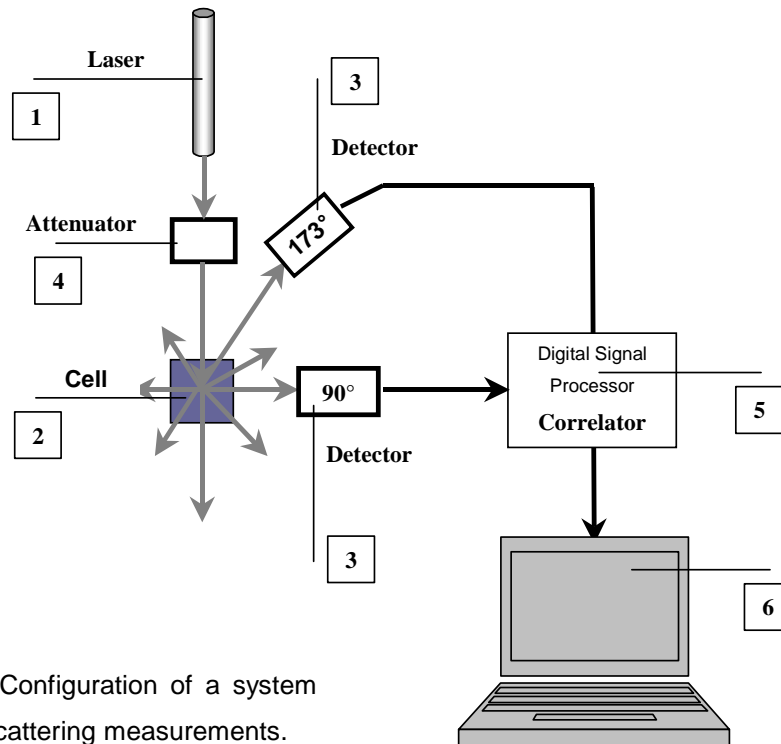 Laser
3
1
Detector
173°
Attenuator
4
Digital Signal
Processor
Correlator
Cell
90°
5
2
Detector
3
6
Configuration of a system
cattering measurements.